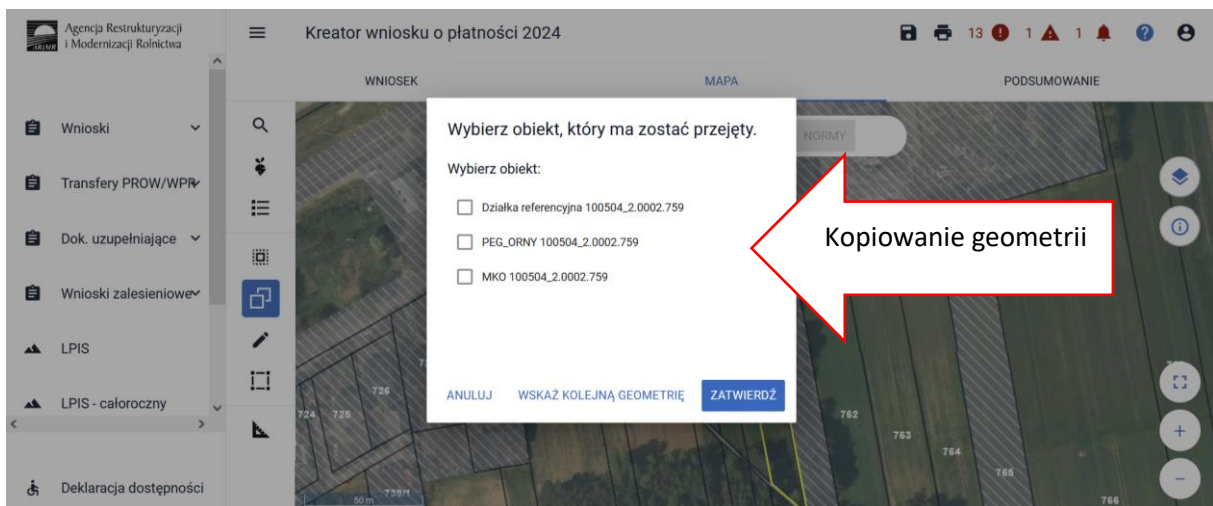 Agencja Restrukturyzacji
i Modernizacji Rolnictwa
ARiMR
Kreator wniosku o płatności 2024
13 1 1
WNIOSEK
MAPA
PODSUMOWANIE
Wnioski
Transfery PROW/WPR
Dok. uzupełniające
Wnioski zalesieniowe
LPIS
LPIS - całoroczny
Deklaracja dostępności
NORMY
Wybierz obiekt, który ma zostać przejęty.
Wybierz obiekt:
Działka referencyjna 100504_2.0002.759
PEG_ORNY 100504_2.0002.759
MKO 100504_2.0002.759
ANULUJ
WSKAŻ KOLEJNĄ GEOMETRIĘ
ZATWIERDŹ
Kopiowanie geometrii
724
725
726
762
763
764
765
766
739/1
50 m